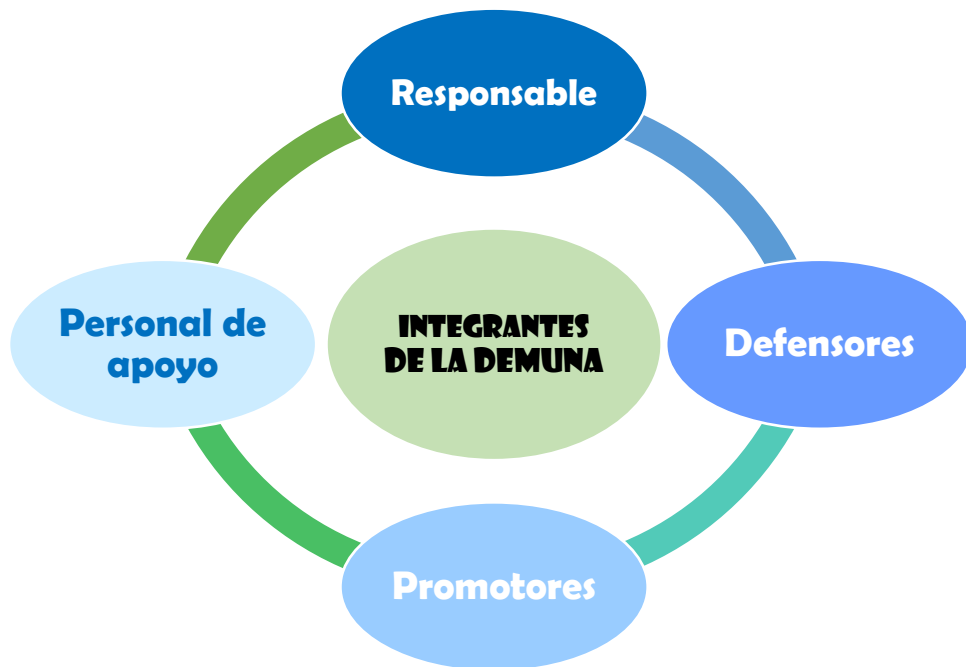 Responsable
Personal de
apoyo
INTEGRANTES
DE LA DEMUNA
Defensores
Promotores